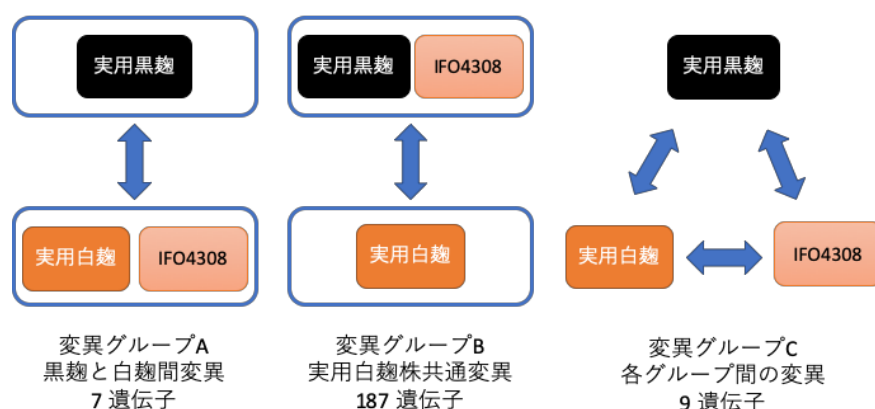 実用黒麹
実用白麹
IFO4308
変異グループA
黒麹と白麹間変異
7 遺伝子
実用黒麹
IFO4308
実用白麹
変異グループB
実用白麹株共通変異
187 遺伝子
実用黒麹
実用白麹
IFO4308
変異グループC
各グループ間の変異
9 遺伝子